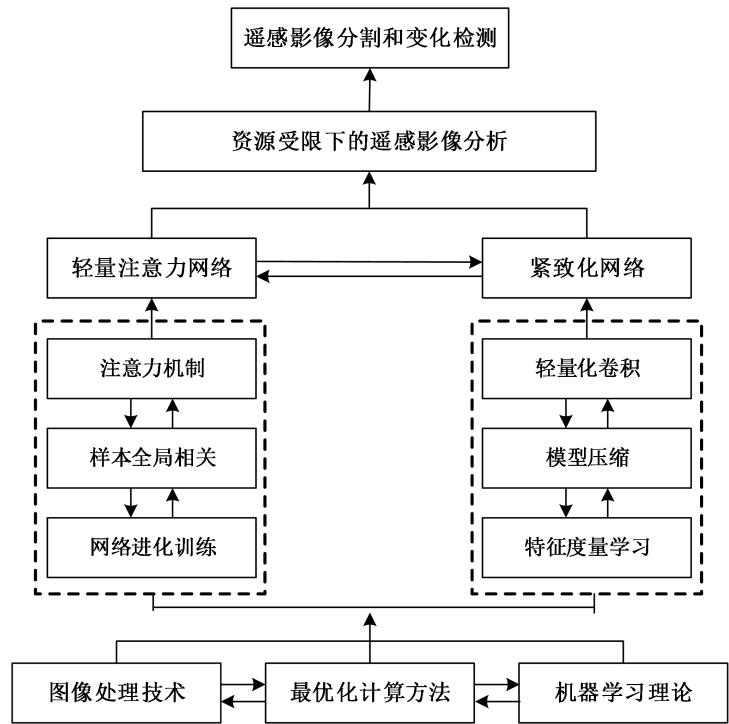 遥感影像分割和变化检测
资源受限下的遥感影像分析
轻量注意力网络
紧致化网络
注意力机制
轻量化卷积
样本全局相关
模型压缩
网络进化训练
特征度量学习
图像处理技术
最优化计算方法
机器学习理论